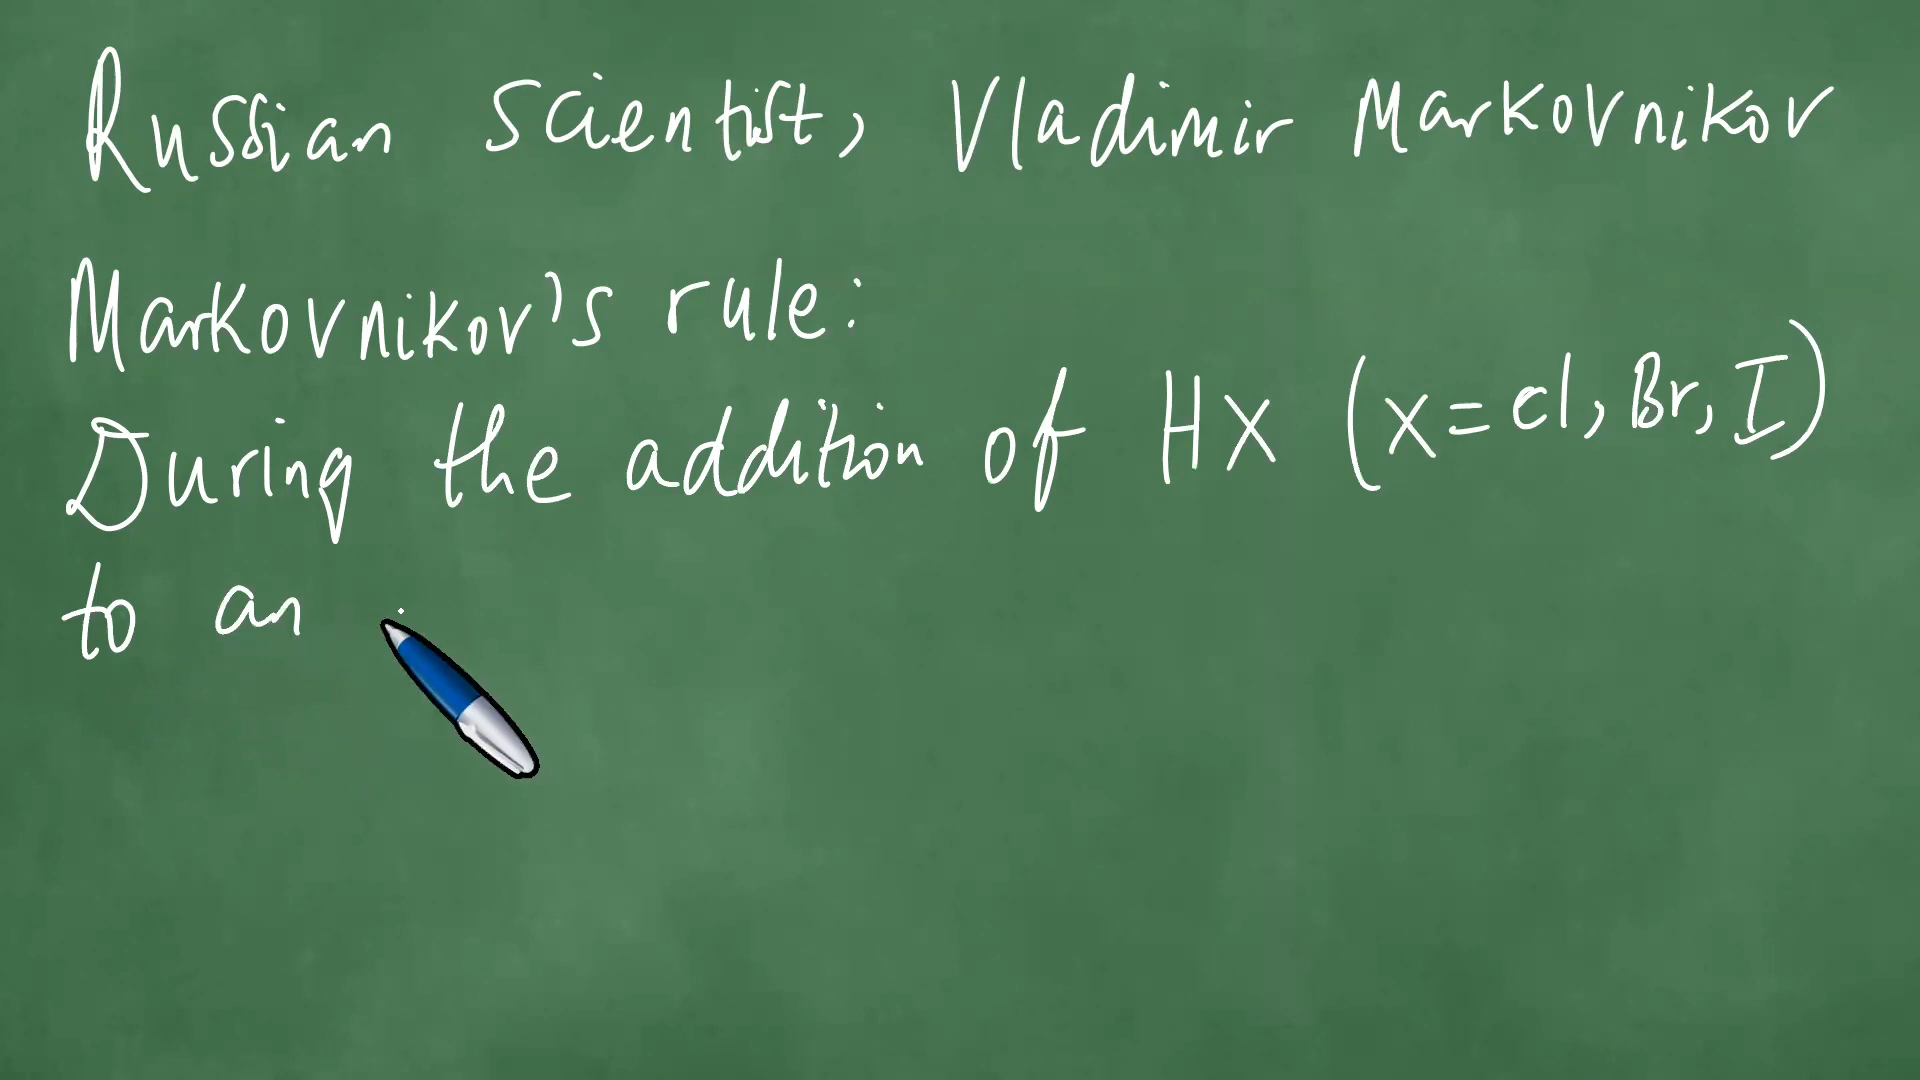 Russian scientist, Vladimir Markovnikov
Markovnikov's rule:
During the addition of HX (X=Cl, Br, I)
to an